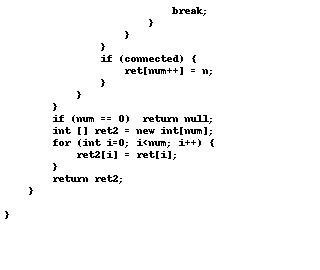 break;
                        }
                    }
                }
                if (connected) {
                    ret[num++] = n;
                }
            }
        }
        if (num == 0)  return null;
        int [] ret2 = new int[num];
        for (int i=0; i<num; i++) {
            ret2[i] = ret[i];
        }
        return ret2;
    }

}